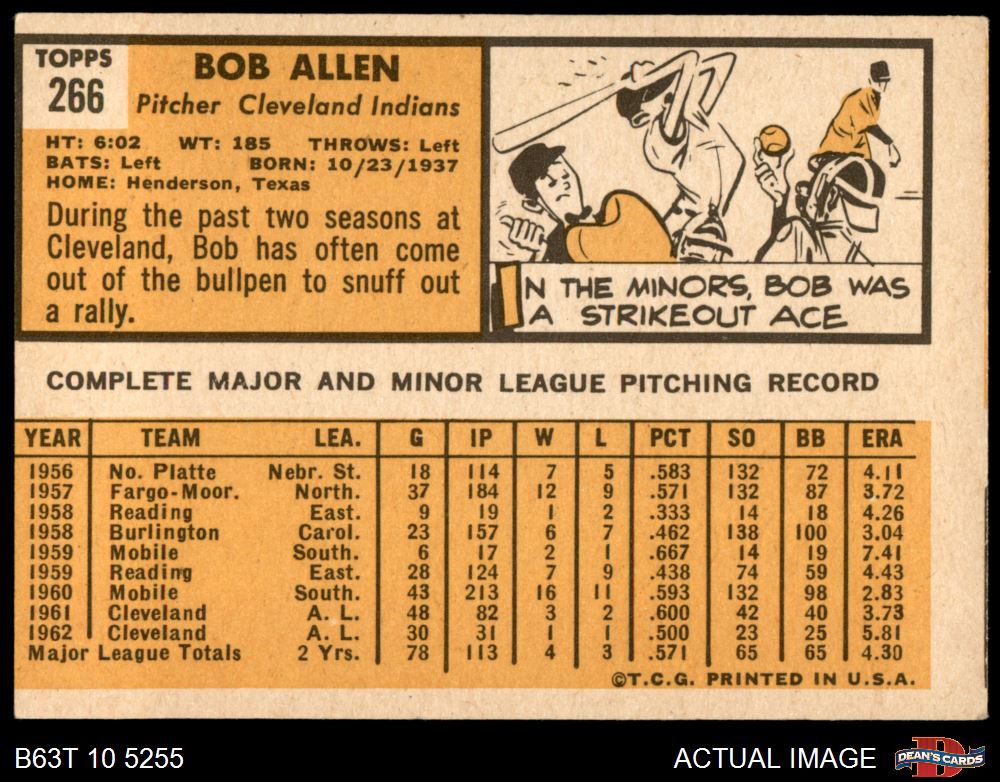 TOPPS
266
BOB ALLEN
Pitcher Cleveland Indians
HT: 6:02 WT: 185 THROWS: Left
BATS: Left BORN: 10/23/1937
HOME: Henderson, Texas
During the past two seasons at
Cleveland, Bob has often come
out of the bullpen to snuff out
a rally.
IN THE MINORS, BOB WAS
A STRIKEOUT ACE
COMPLETE MAJOR AND MINOR LEAGUE PITCHING RECORD
YEAR TEAM LEA. G IP W L PCT SO BB ERA
1956 No. Platte Nebr. St. 18 114 7 5 .583 132 72 4.11
1957 Fargo-Moor. North. 37 184 12 9 .571 132 87 3.72
1958 Reading East. 9 19 1 2 .333 14 18 4.26
1958 Burlington Carol. 23 157 6 7 .462 138 100 3.04
1959 Mobile South. 6 17 2 1 .667 14 19 7.41
1959 Reading East. 28 124 7 9 .438 74 59 4.43
1960 Mobile South. 43 213 16 11 .593 132 98 2.83
1961 Cleveland A. L. 48 82 3 2 .600 42 40 3.73
1962 Cleveland A. L. 30 31 1 1 .500 23 25 5.81
Major League Totals 2 Yrs. 78 113 4 3 .571 65 65 4.30
©T.C.G. PRINTED IN U.S.A.
B63T 10 5255
ACTUAL IMAGE
DEAN'S CARDS